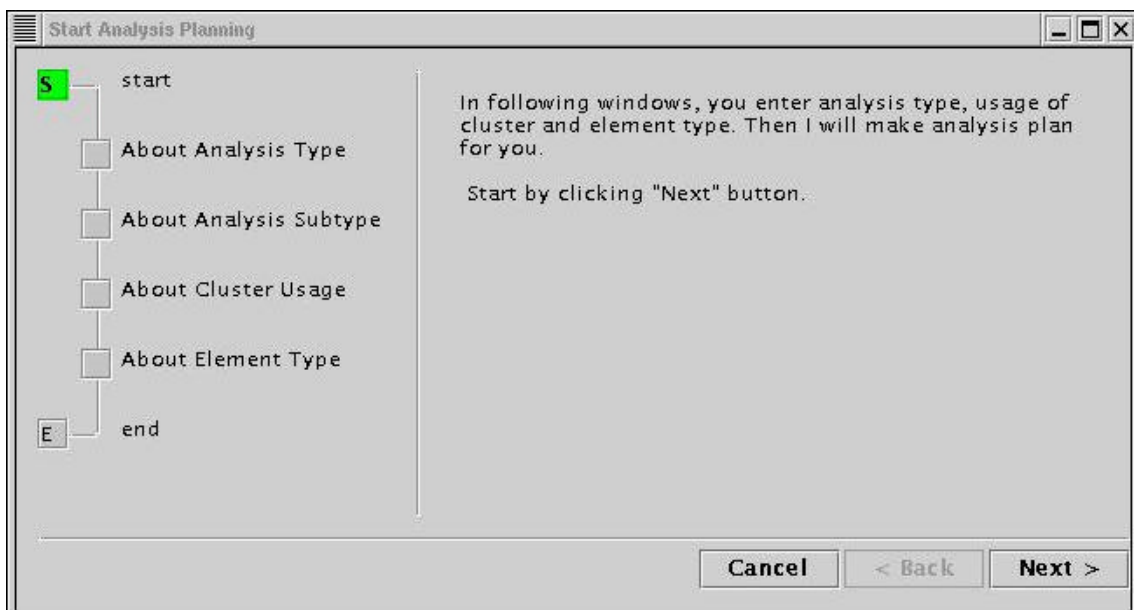 Start Analysis Planning
S
start
About Analysis Type
About Analysis Subtype
About Cluster Usage
About Element Type
E
end
In following windows, you enter analysis type, usage of
cluster and element type. Then I will make analysis plan
for you.
Start by clicking "Next" button.
Cancel
< Back
Next >